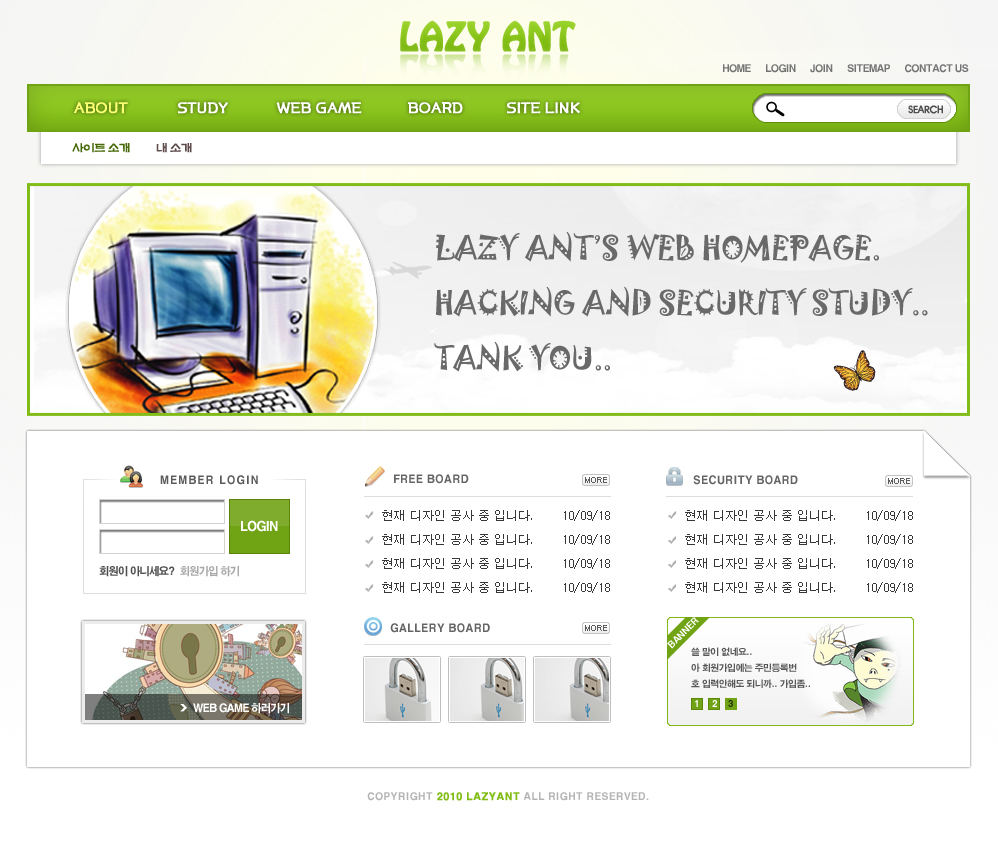 LAZY ANT
HOME LOGIN JOIN SITEMAP CONTACT US
ABOUT STUDY WEB GAME BOARD SITE LINK SEARCH
사이트 소개 내 소개
LAZY ANT'S WEB HOMEPAGE.
HACKING AND SECURITY STUDY..
TANK YOU..
MEMBER LOGIN
LOGIN
회원이 아니세요? 회원가입 하기
WEB GAME 하러가기
FREE BOARD MORE
현재 디자인 공사 중 입니다. 10/09/18
현재 디자인 공사 중 입니다. 10/09/18
현재 디자인 공사 중 입니다. 10/09/18
현재 디자인 공사 중 입니다. 10/09/18
GALLERY BOARD MORE
SECURITY BOARD MORE
현재 디자인 공사 중 입니다. 10/09/18
현재 디자인 공사 중 입니다. 10/09/18
현재 디자인 공사 중 입니다. 10/09/18
현재 디자인 공사 중 입니다. 10/09/18
BANNER
쓸 말이 없네요..
아 회원가입에는 주민등록번
호 입력안해도 되니까.. 가입좀..
1 2 3
COPYRIGHT 2010 LAZYANT ALL RIGHT RESERVED.